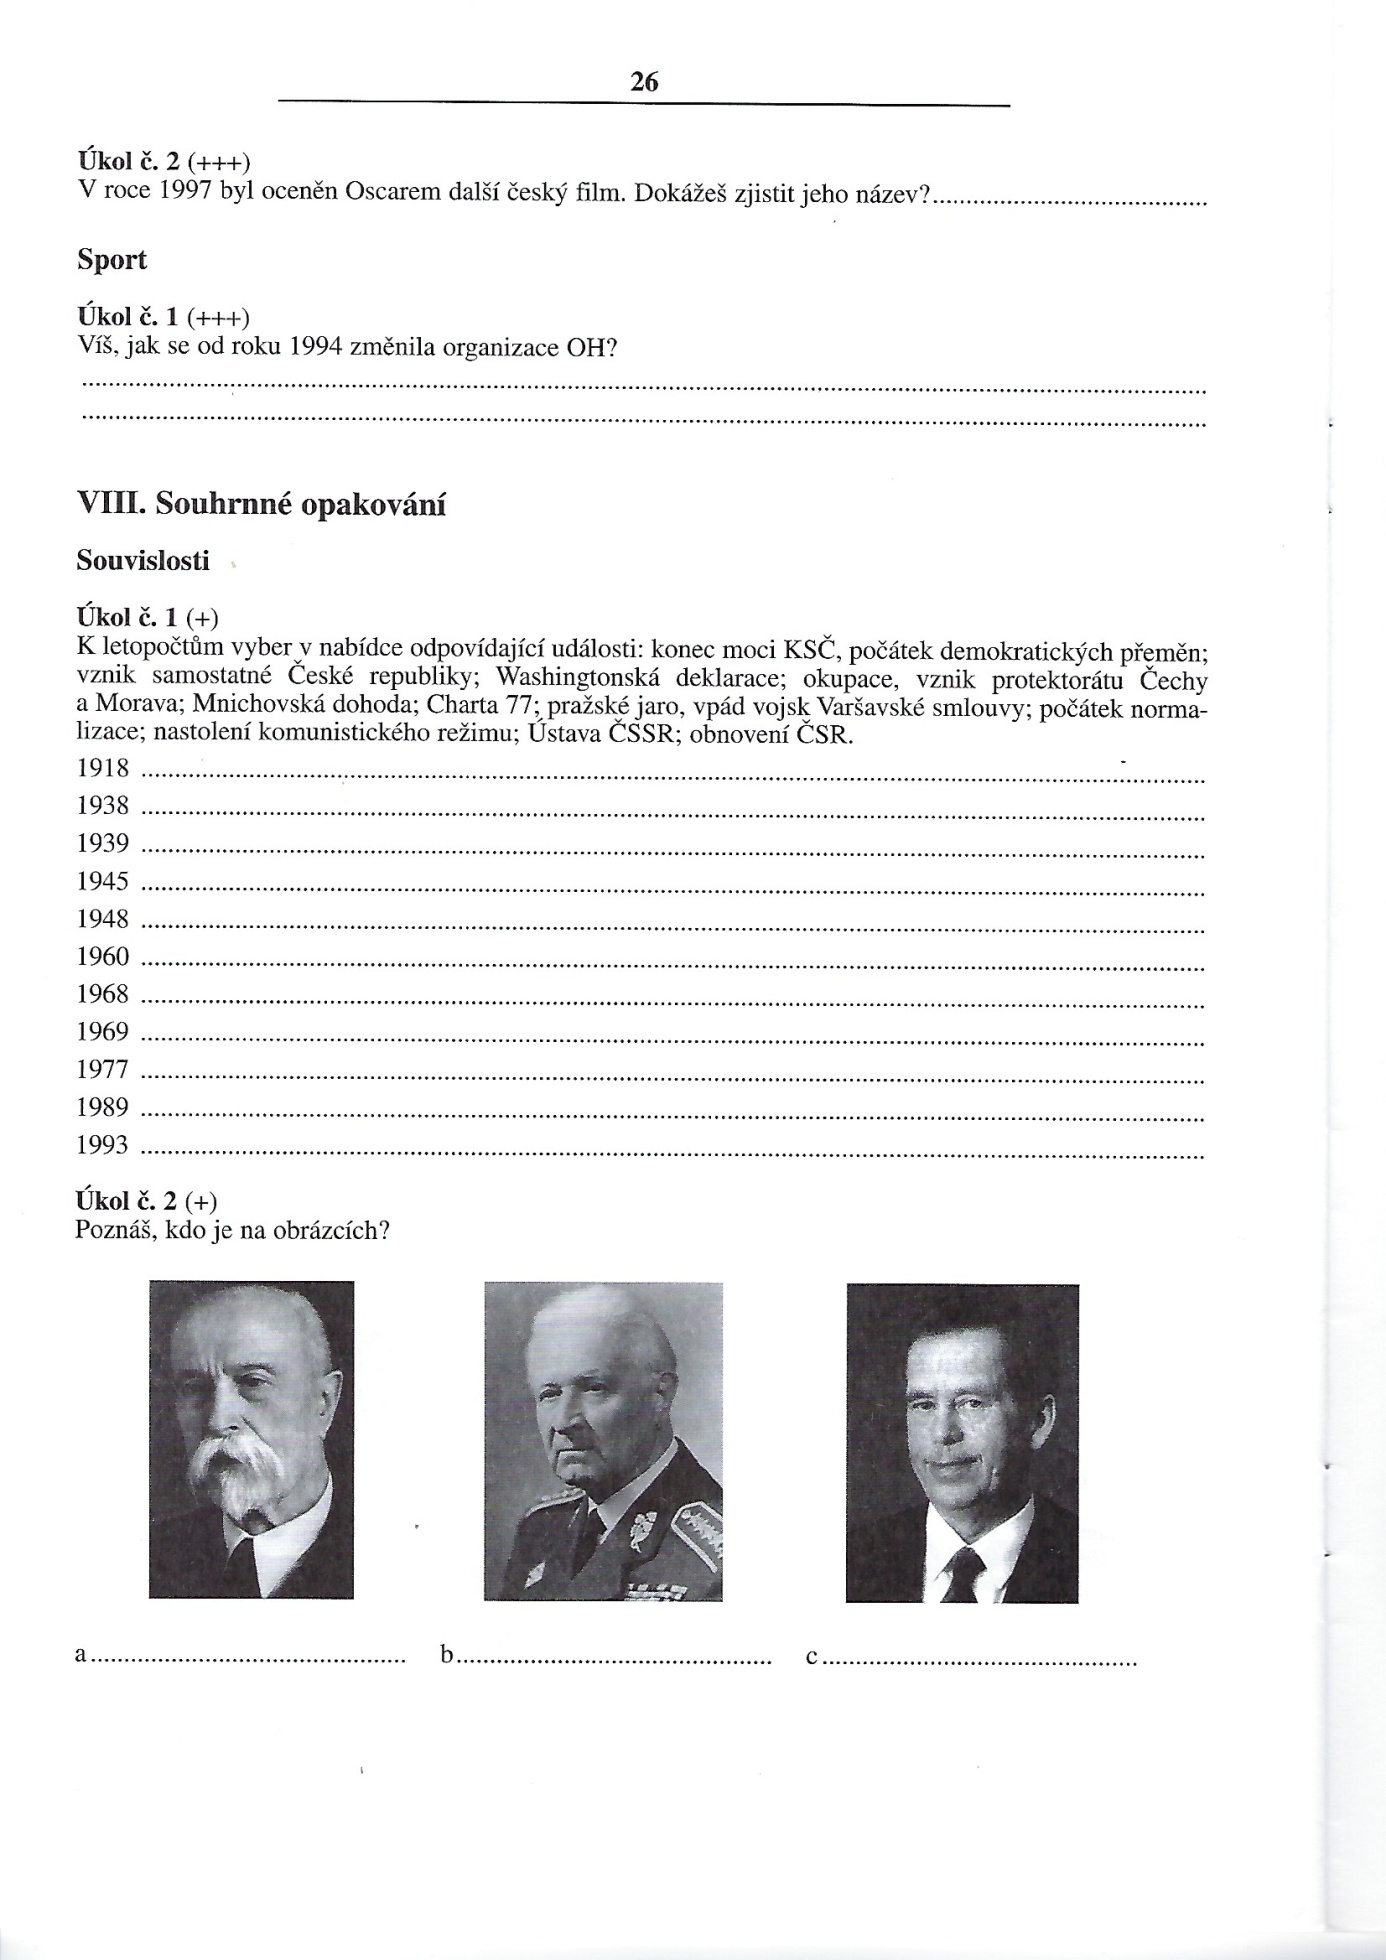 26
Úkol č. 2 (+++)
V roce 1997 byl oceněn Oscarem další český film. Dokážeš zjistit jeho název?.........................................
Sport
Úkol č. 1 (+++)
Víš, jak se od roku 1994 změnila organizace OH?
VIII. Souhrnné opakování
Souvislosti
Úkol č. 1 (+)
K letopočtům vyber v nabídce odpovídající události: konec moci KSČ, počátek demokratických přeměn;
vznik samostatné České republiky; Washingtonská deklarace; okupace, vznik protektorátu Čechy
a Morava; Mnichovská dohoda; Charta 77; pražské jaro, vpád vojsk Varšavské smlouvy; počátek norma-
lizace; nastolení komunistického režimu; Ústava ČSSR; obnovení ČSR.
1918 ..........
1938 ..........
1939 ..........
1945 ..........
1948 ..........
1960 ..........
1968 ..........
1969 ..........
1977 ..........
1989 ..........
1993 ..........
Úkol č. 2 (+)
Poznáš, kdo je na obrázcích?
a.......... b.......... c..........